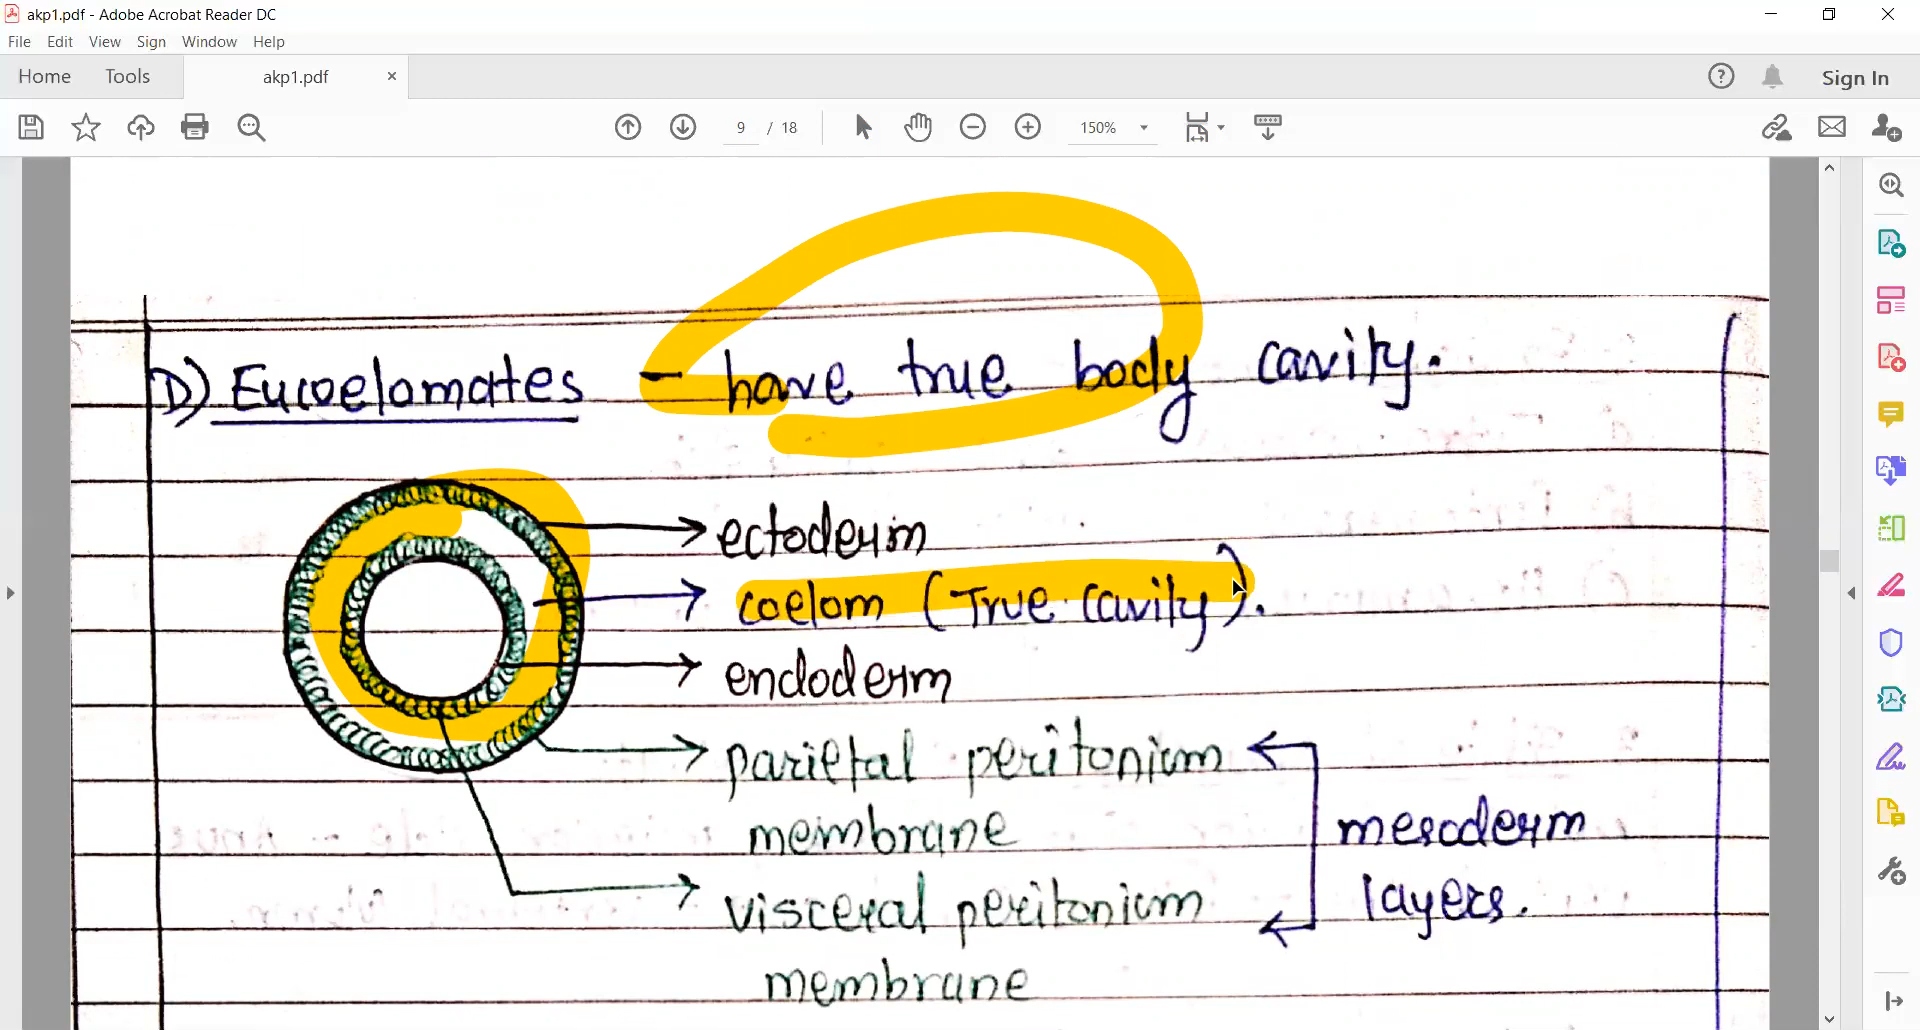 akp1.pdf - Adobe Acrobat Reader DC
File Edit View Sign Window Help
Home Tools akp1.pdf × Sign In
9 / 18 150%
D) Eucoelomates - have true body cavity.
ectoderm
coelom (True cavity).
endoderm
parietal peritonium
membrane
mesoderm
layers.
visceral peritonium
membrane